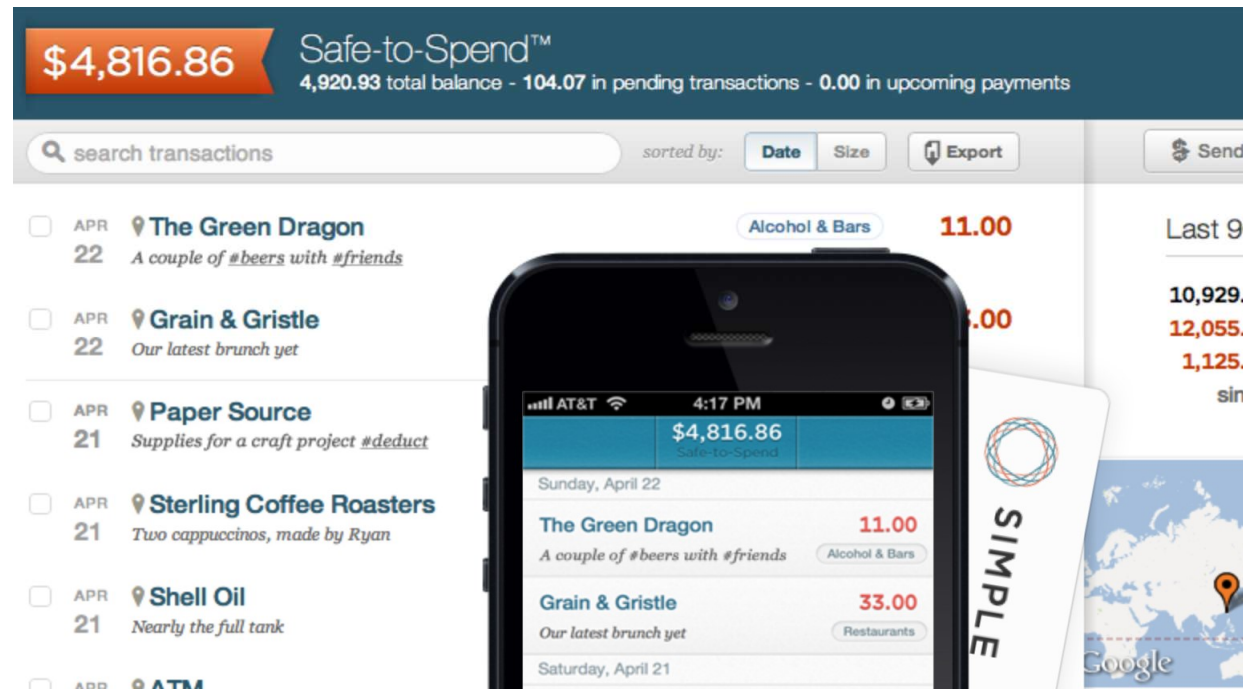 $4,816.86
Safe-to-Spend™
4,920.93 total balance - 104.07 in pending transactions - 0.00 in upcoming payments
search transactions
sorted by:
Date
Size
Export
Send
APR
22
The Green Dragon
A couple of #beers with #friends
Alcohol & Bars
11.00
APR
22
Grain & Gristle
Our latest brunch yet
.00
APR
21
Paper Source
Supplies for a craft project #deduct
APR
21
Sterling Coffee Roasters
Two cappuccinos, made by Ryan
APR
21
Shell Oil
Nearly the full tank
APR
ATM
AT&T
4:17 PM
$4,816.86
Safe-to-Spend
Sunday, April 22
The Green Dragon
11.00
A couple of #beers with #friends
Alcohol & Bars
Grain & Gristle
33.00
Our latest brunch yet
Restaurants
Saturday, April 21
SIMPLE
Last 9
10,929.
12,055.
1,125.
sin
Google